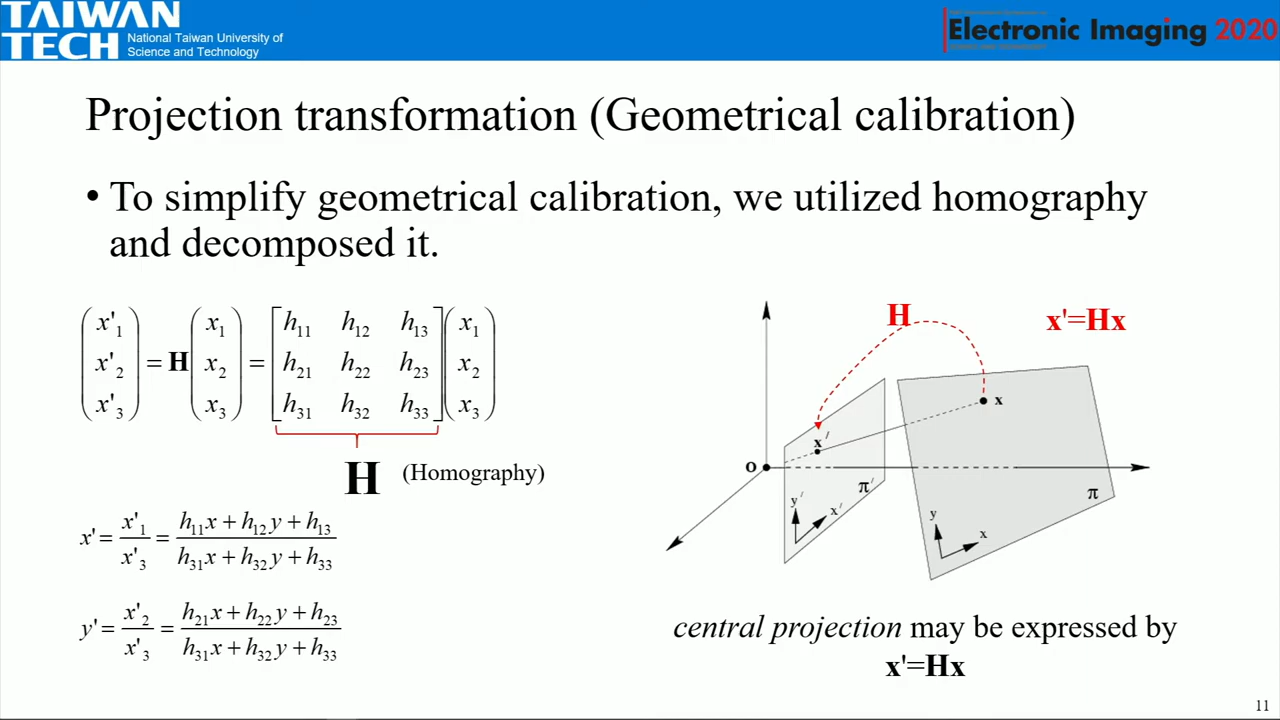 TAIWAN
TECH
National Taiwan University of
Science and Technology
Electronic Imaging 2020
Projection transformation (Geometrical calibration)
• To simplify geometrical calibration, we utilized homography
and decomposed it.
(x'₁ x'₂ x'₃) = H (x₁ x₂ x₃) = [h₁₁ h₁₂ h₁₃ h₂₁ h₂₂ h₂₃ h₃₁ h₃₂ h₃₃] (x₁ x₂ x₃)
H (Homography)
x' = x'₁ / x'₃ = (h₁₁x + h₁₂y + h₁₃) / (h₃₁x + h₃₂y + h₃₃)
y' = x'₂ / x'₃ = (h₂₁x + h₂₂y + h₂₃) / (h₃₁x + h₃₂y + h₃₃)
H
x'=Hx
x
x'
O
π'
π
y'
x'
y
x
central projection may be expressed by
x'=Hx
11